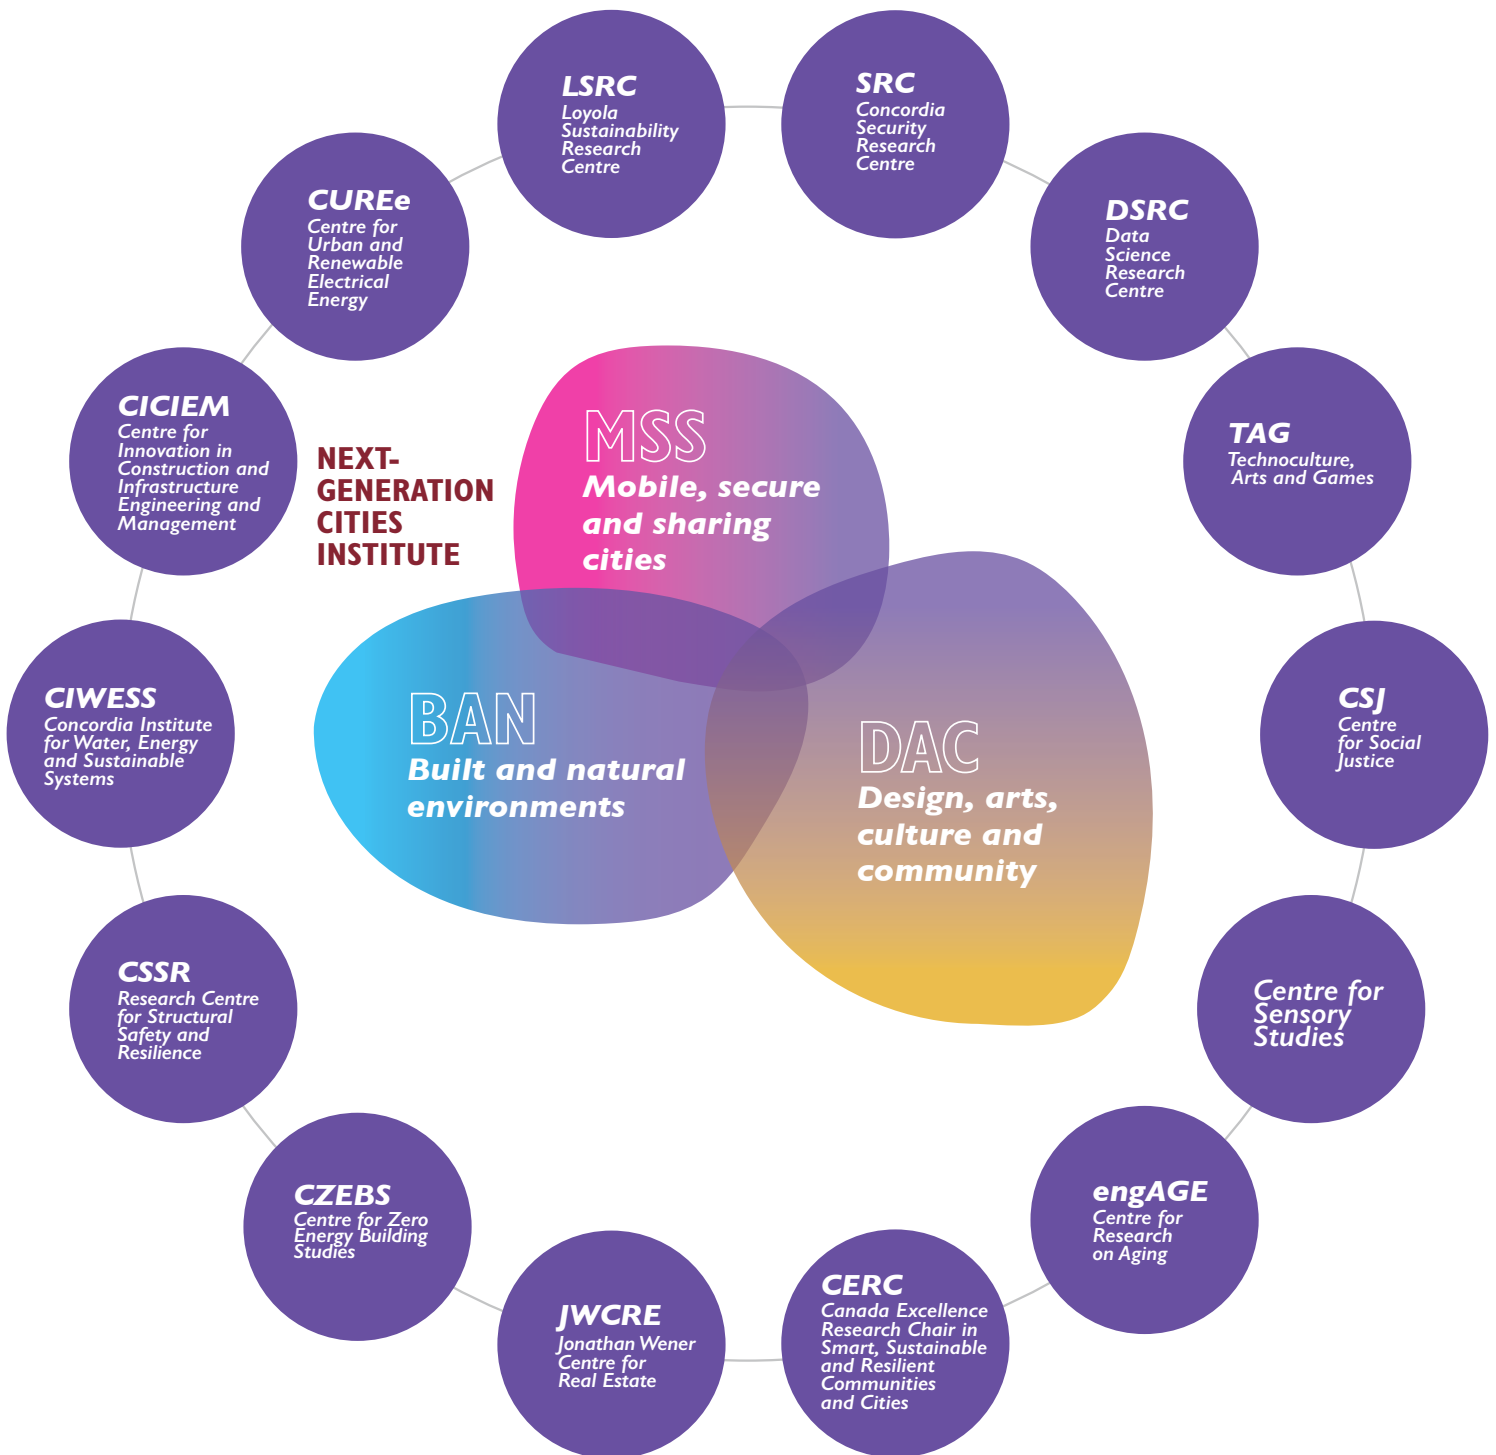 LSRC
Loyola
Sustainability
Research
Centre
SRC
Concordia
Security
Research
Centre
CUREe
Centre for
Urban and
Renewable
Electrical
Energy
DSRC
Data
Science
Research
Centre
CICIEM
Centre for
Innovation in
Construction and
Infrastructure
Engineering and
Management
NEXT-
GENERATION
CITIES
INSTITUTE
MSS
Mobile, secure
and sharing
cities
TAG
Technoculture,
Arts and Games
CIWESS
Concordia Institute
for Water, Energy
and Sustainable
Systems
BAN
Built and natural
environments
DAC
Design, arts,
culture and
community
CSJ
Centre
for Social
Justice
CSSR
Research Centre
for Structural
Safety and
Resilience
Centre for
Sensory
Studies
CZEBS
Centre for Zero
Energy Building
Studies
engAGE
Centre for
Research
on Aging
JWCRE
Jonathan Wener
Centre for
Real Estate
CERC
Canada Excellence
Research Chair in
Smart, Sustainable
and Resilient
Communities
and Cities